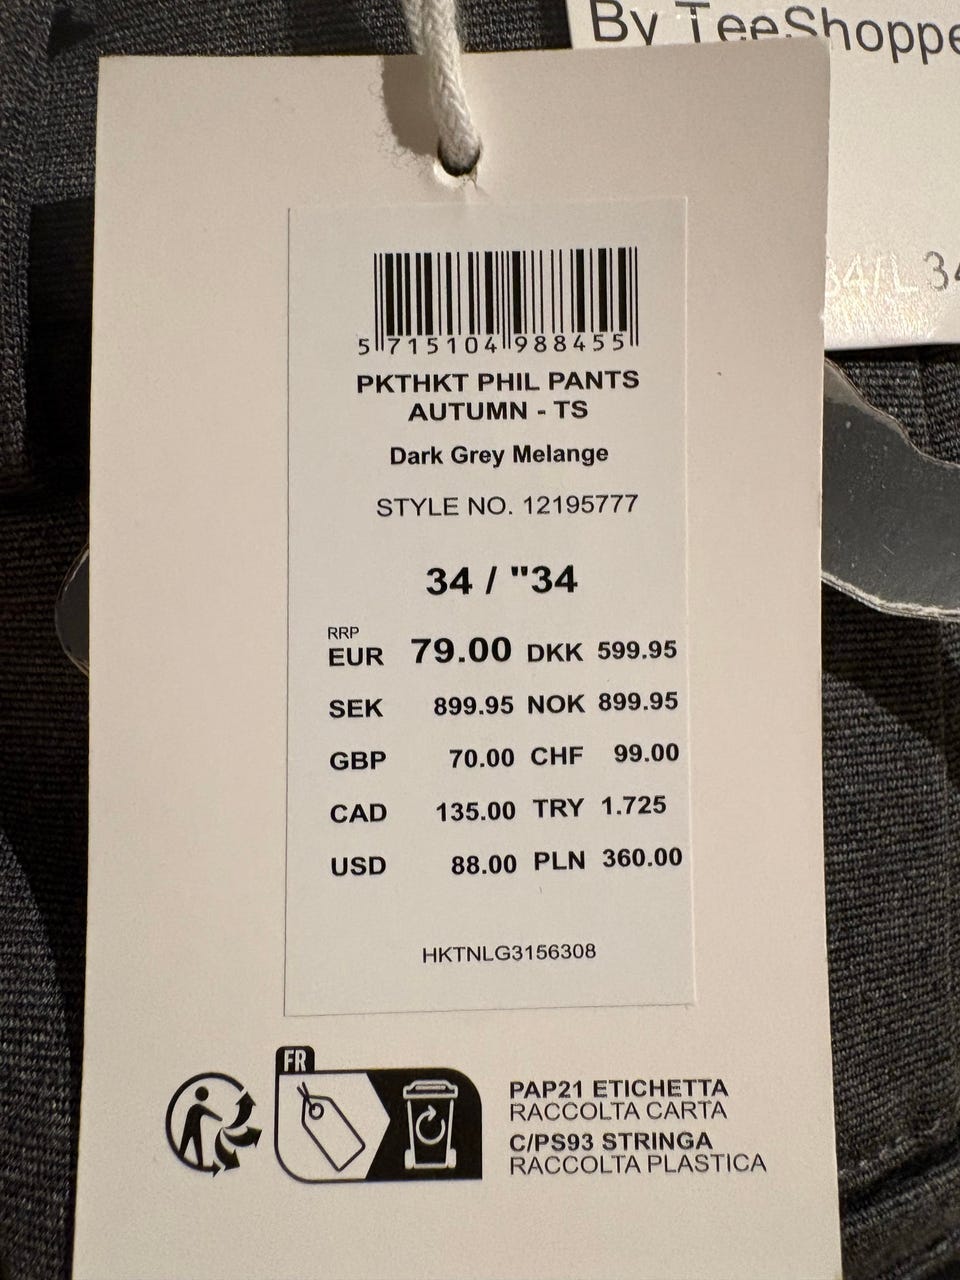 By TeeShoppe
34/L 34
5 715104 988455
PKTHKT PHIL PANTS
AUTUMN - TS
Dark Grey Melange
STYLE NO. 12195777
34 / "34
RRP
EUR 79.00 DKK 599.95
SEK 899.95 NOK 899.95
GBP 70.00 CHF 99.00
CAD 135.00 TRY 1.725
USD 88.00 PLN 360.00
HKTNLG3156308
FR
PAP21 ETICHETTA
RACCOLTA CARTA
C/PS93 STRINGA
RACCOLTA PLASTICA